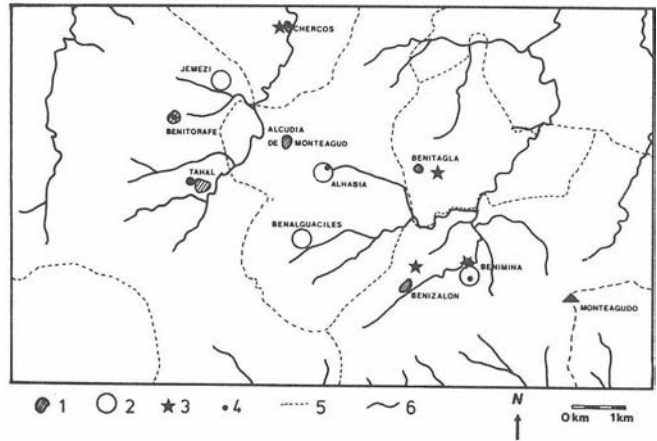 CHERCOS
JEMEZI
BENITORAFE
ALCUDIA
DE MONTEAGUD
TAHAL
BENITAGLA
ALHABIA
BENALGUACILES
BENIMINA
BENIZALON
MONTEAGUDO
1 2 3 4 5 6 N 0 km 1km